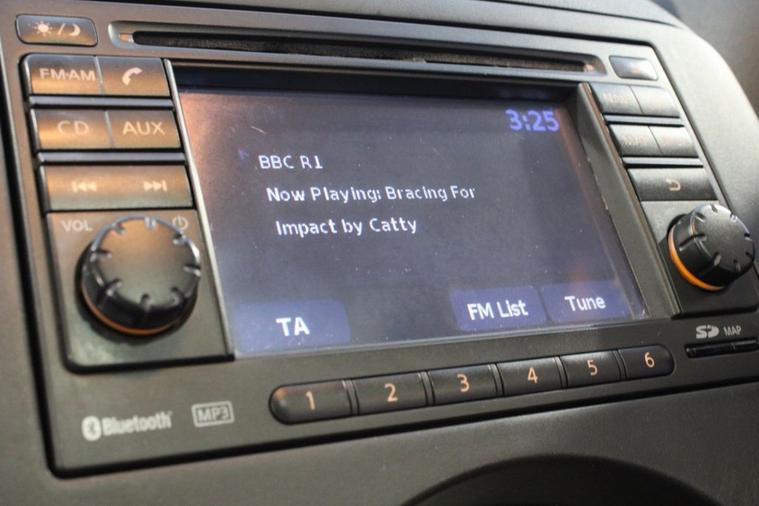 FM·AM
CD AUX
VOL
3:25
BBC R1
Now Playing: Bracing For
Impact by Catty
TA FM List Tune
SD MAP
1 2 3 4 5 6
Bluetooth MP3